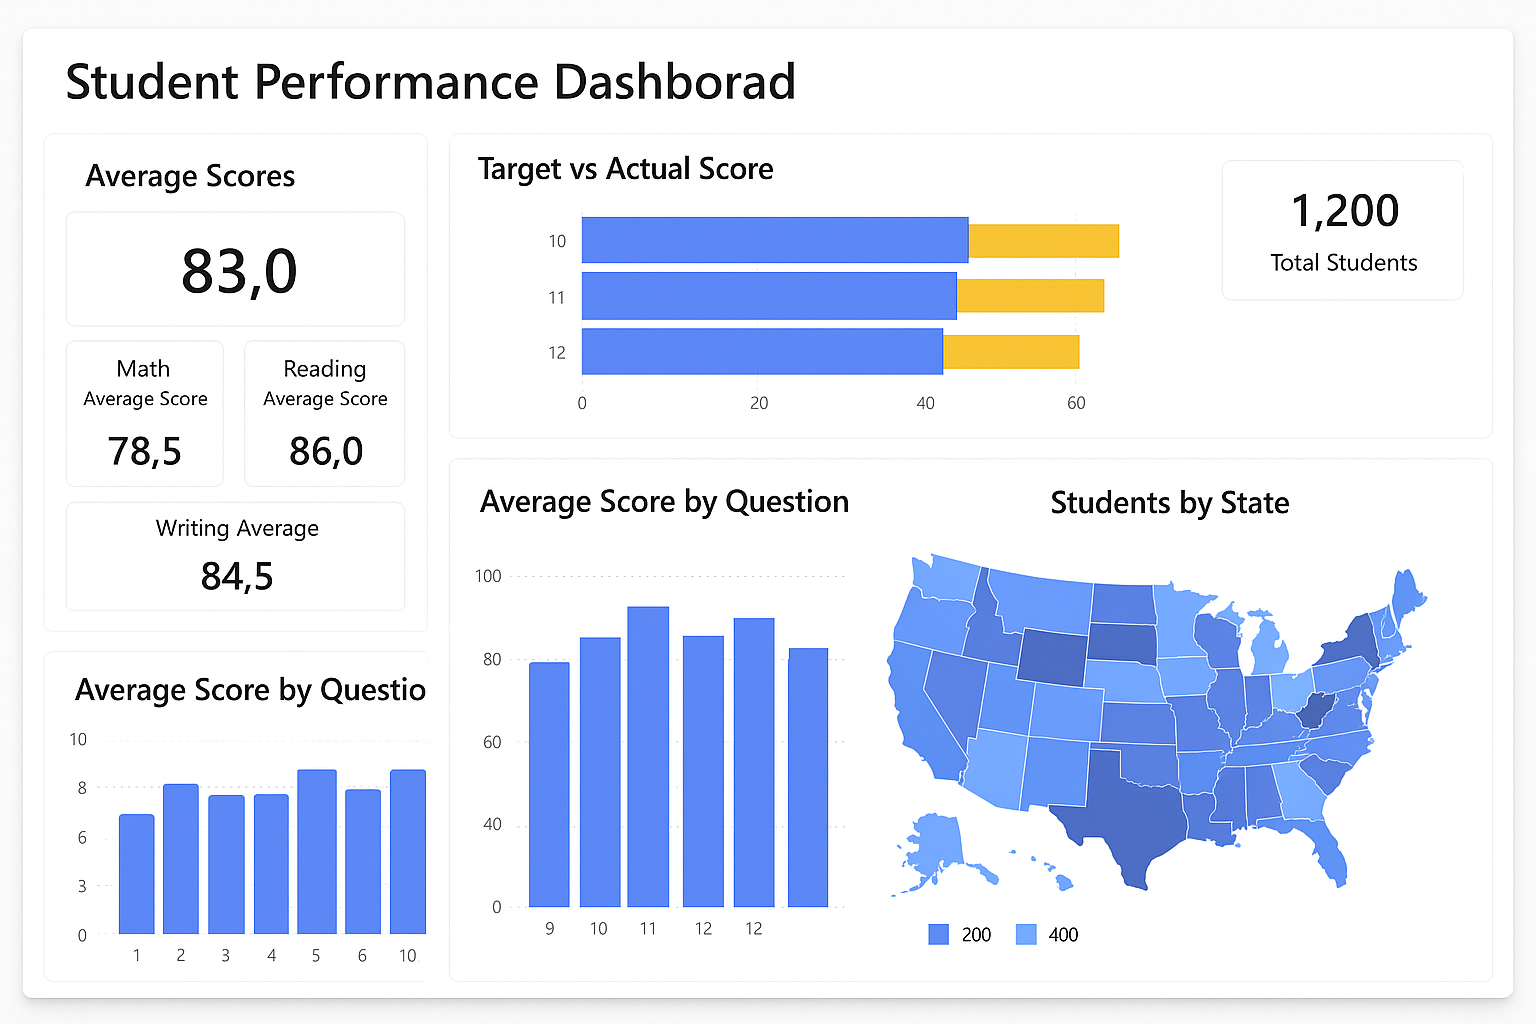 Student Performance Dashborad
Average Scores
83,0
Math
Average Score
78,5
Reading
Average Score
86,0
Writing Average
84,5
Target vs Actual Score
10
11
12
0 20 40 60
1,200
Total Students
Average Score by Questio
10
8
6
3
0
1 2 3 4 5 6 10
Average Score by Question
100
80
60
40
0
9 10 11 12 12
Students by State
200 400